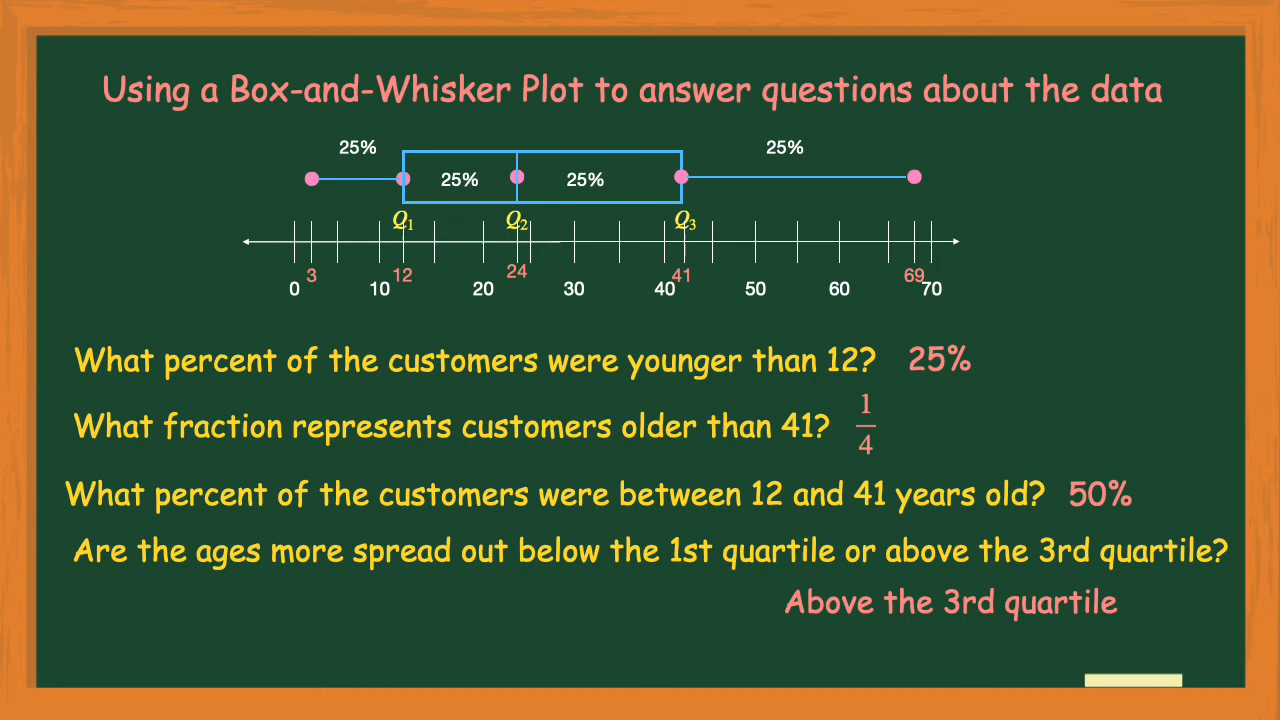 Using a Box-and-Whisker Plot to answer questions about the data
25% 25%
25% 25%
Q₁ Q₂ Q₃
3 12 24 41 69
0 10 20 30 40 50 60 70
What percent of the customers were younger than 12? 25%
What fraction represents customers older than 41? 1/4
What percent of the customers were between 12 and 41 years old? 50%
Are the ages more spread out below the 1st quartile or above the 3rd quartile?
Above the 3rd quartile